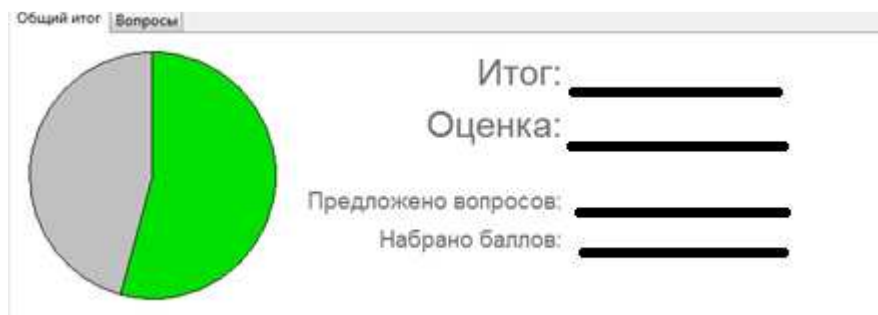 Общий итог Вопросы
Итог:
Оценка:
Предложено вопросов:
Набрано баллов: